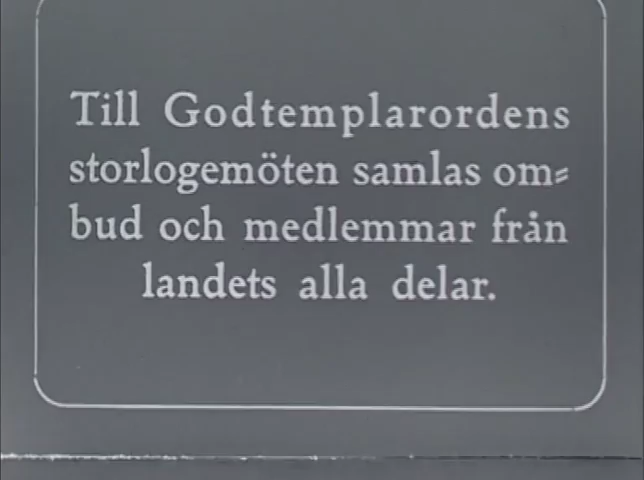 Till Godtemplarordens
storlogemöten samlas om=
bud och medlemmar från
landets alla delar.